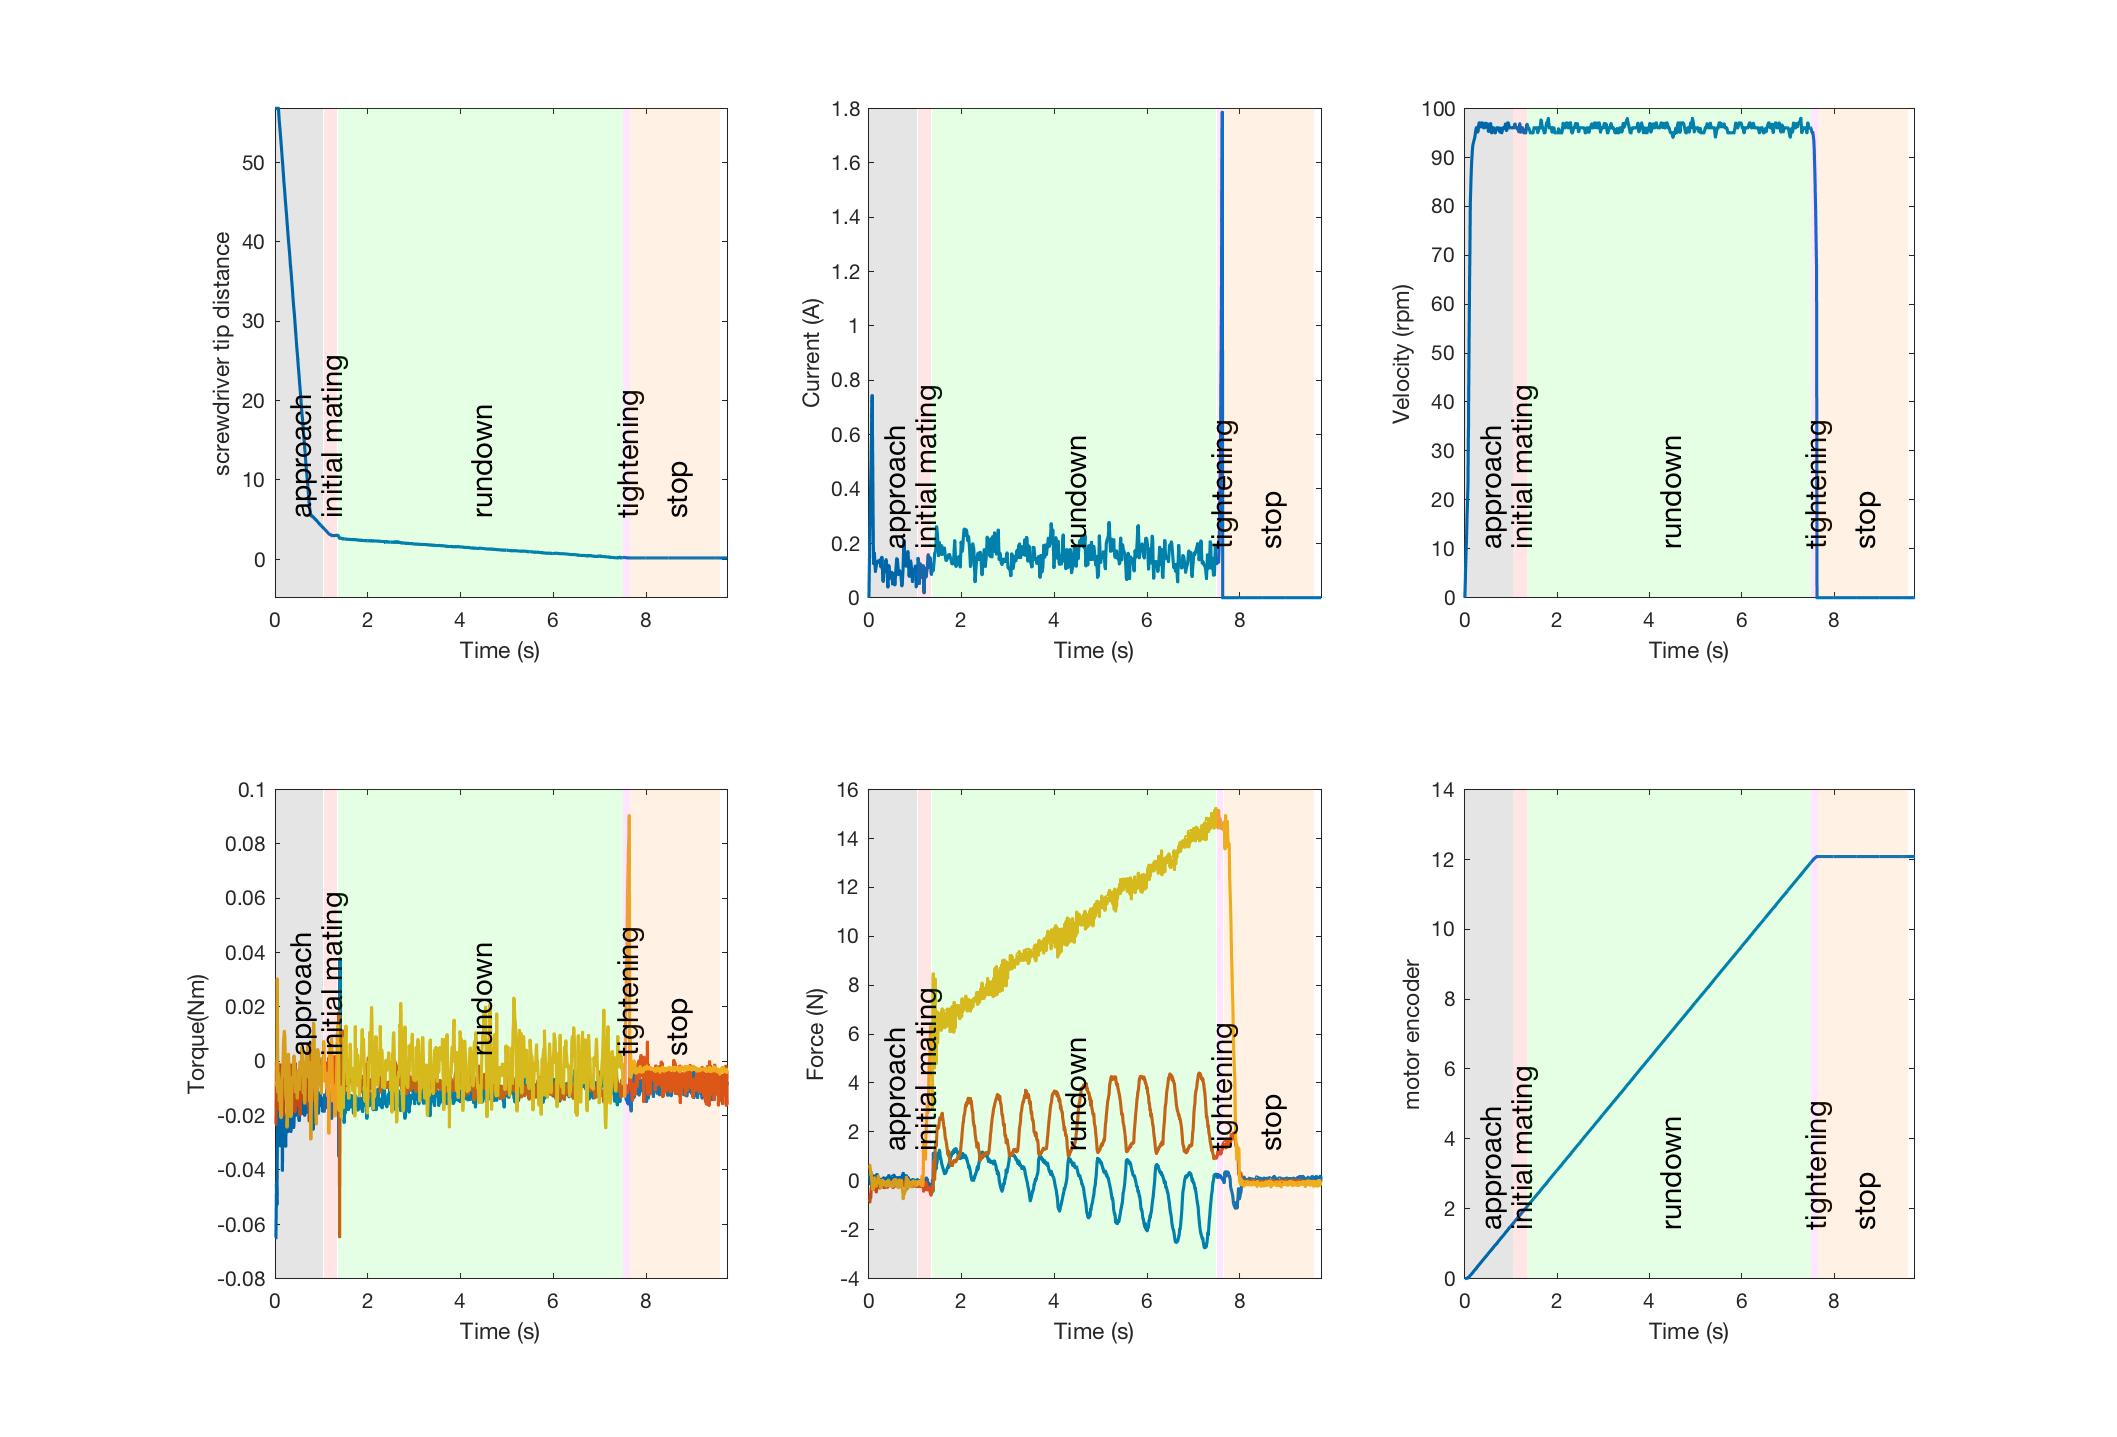 screwdriver tip distance
50
40
30
20
10
0
approach
initial mating
rundown
tightening
stop
0 2 4 6 8
Time (s)
Current (A)
1.8
1.6
1.4
1.2
1
0.8
0.6
0.4
0.2
0
approach
initial mating
rundown
tightening
stop
0 2 4 6 8
Time (s)
Velocity (rpm)
100
90
80
70
60
50
40
30
20
10
0
approach
initial mating
rundown
tightening
stop
0 2 4 6 8
Time (s)
Torque(Nm)
0.1
0.08
0.06
0.04
0.02
0
-0.02
-0.04
-0.06
-0.08
approach
initial mating
rundown
tightening
stop
0 2 4 6 8
Time (s)
Force (N)
16
14
12
10
8
6
4
2
0
-2
-4
approach
initial mating
rundown
tightening
stop
0 2 4 6 8
Time (s)
motor encoder
14
12
10
8
6
4
2
0
approach
initial mating
rundown
tightening
stop
0 2 4 6 8
Time (s)